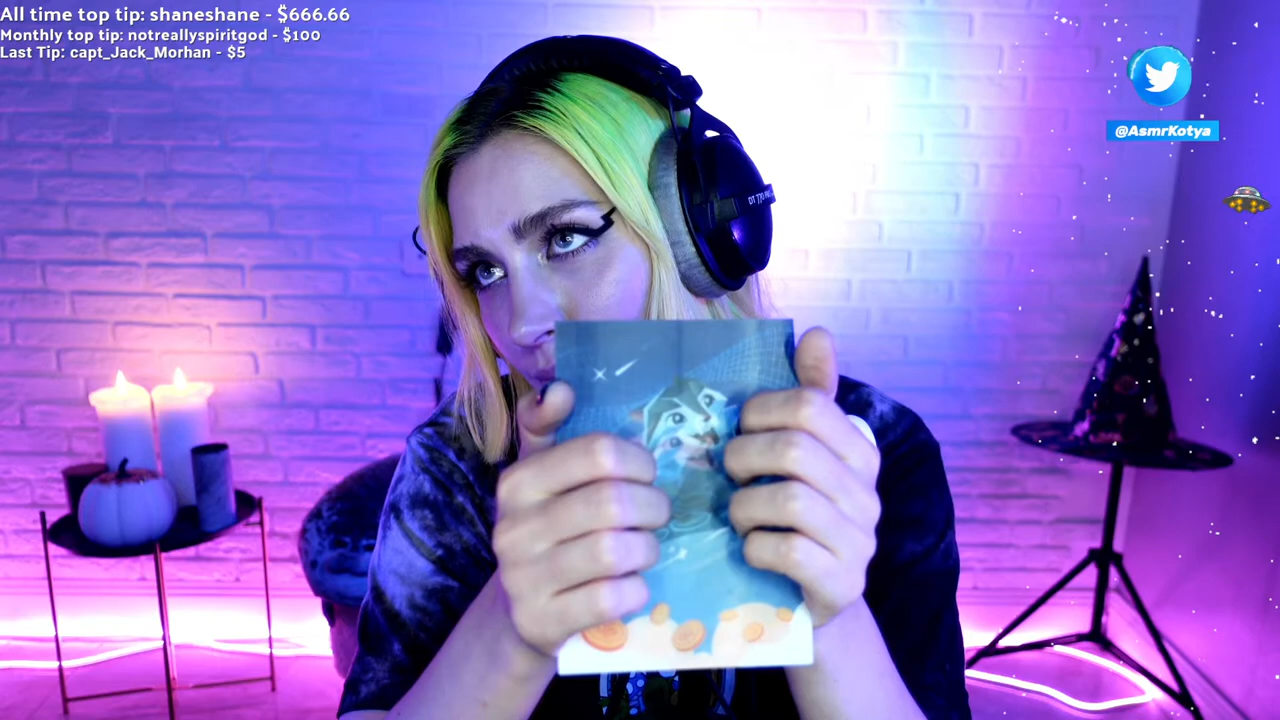 All time top tip: shaneshane - $666.66
Monthly top tip: notreallyspiritgod - $100
Last Tip: capt_Jack_Morhan - $5
@AsmrKotya